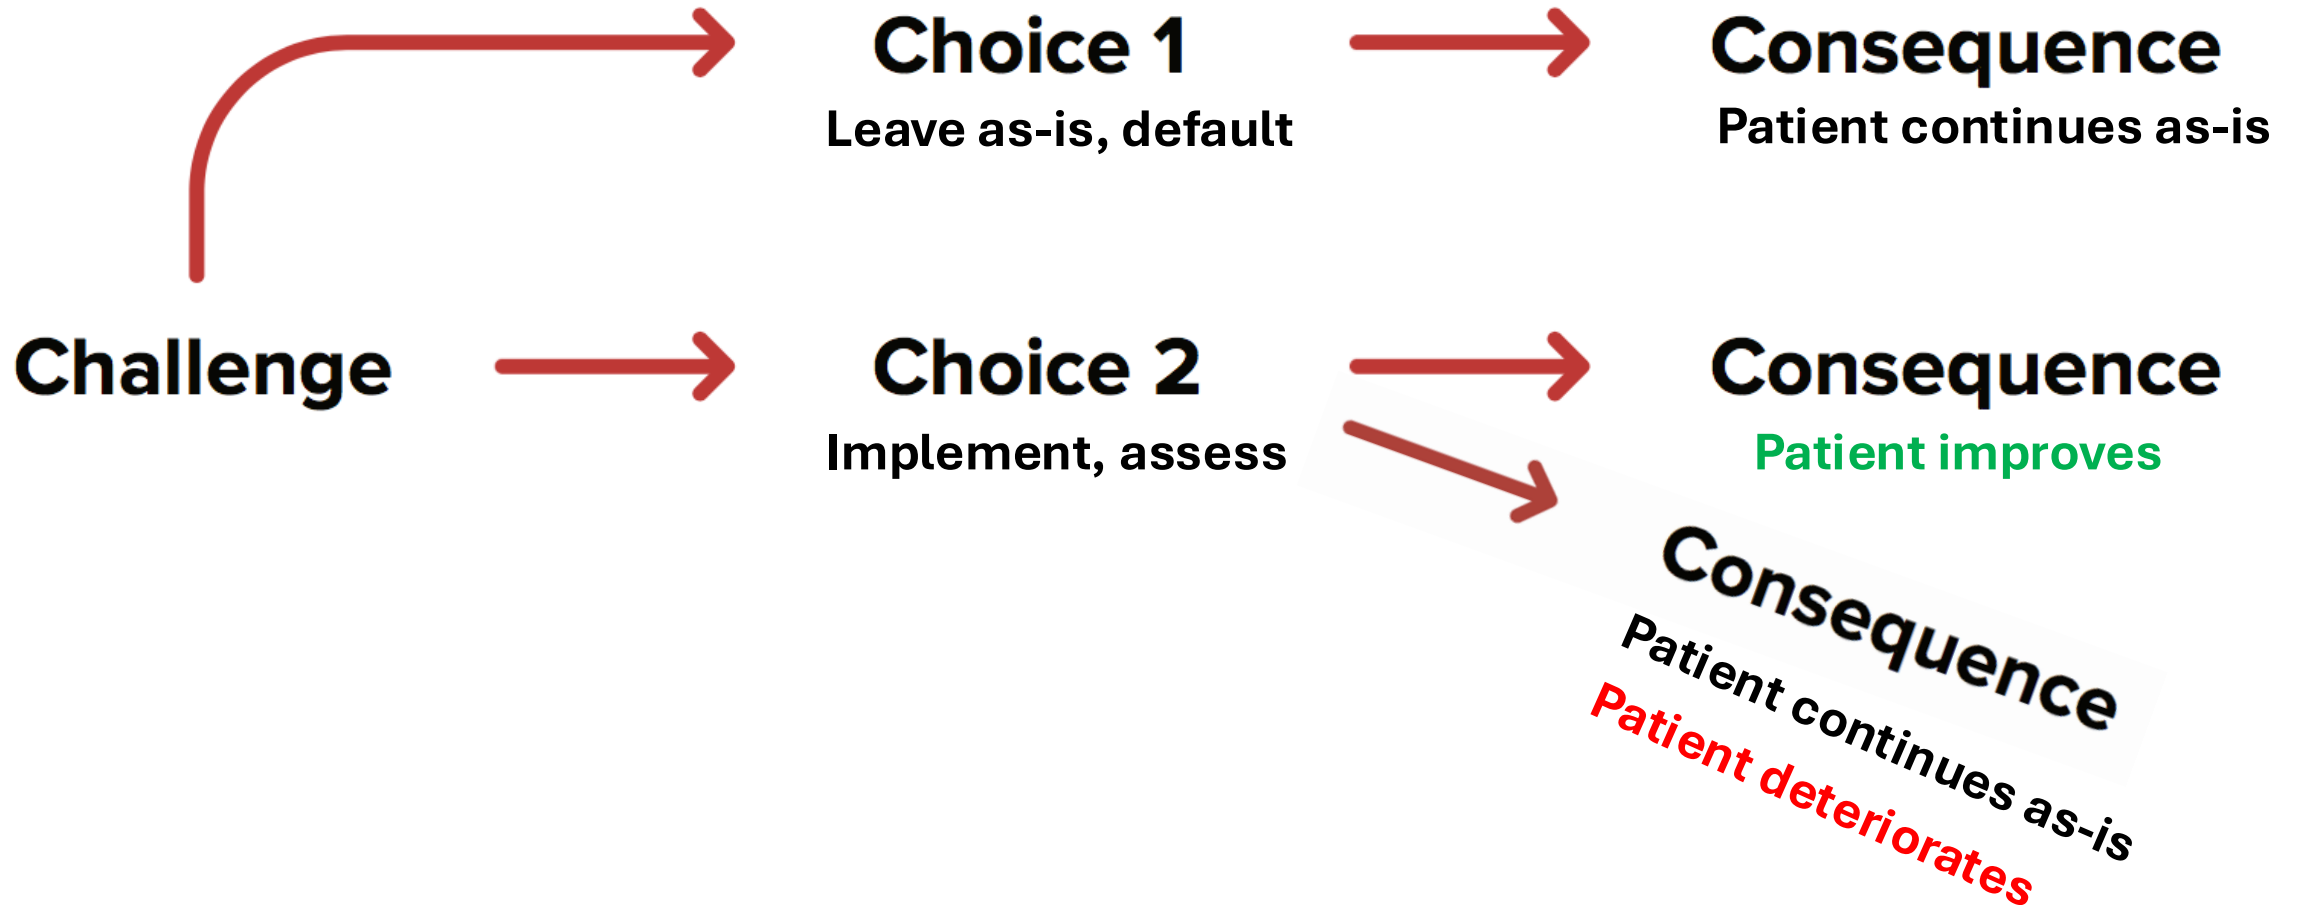 Choice 1
Consequence
Leave as-is, default
Patient continues as-is
Challenge
Choice 2
Consequence
Implement, assess
Patient improves
Consequence
Patient continues as-is
Patient deteriorates